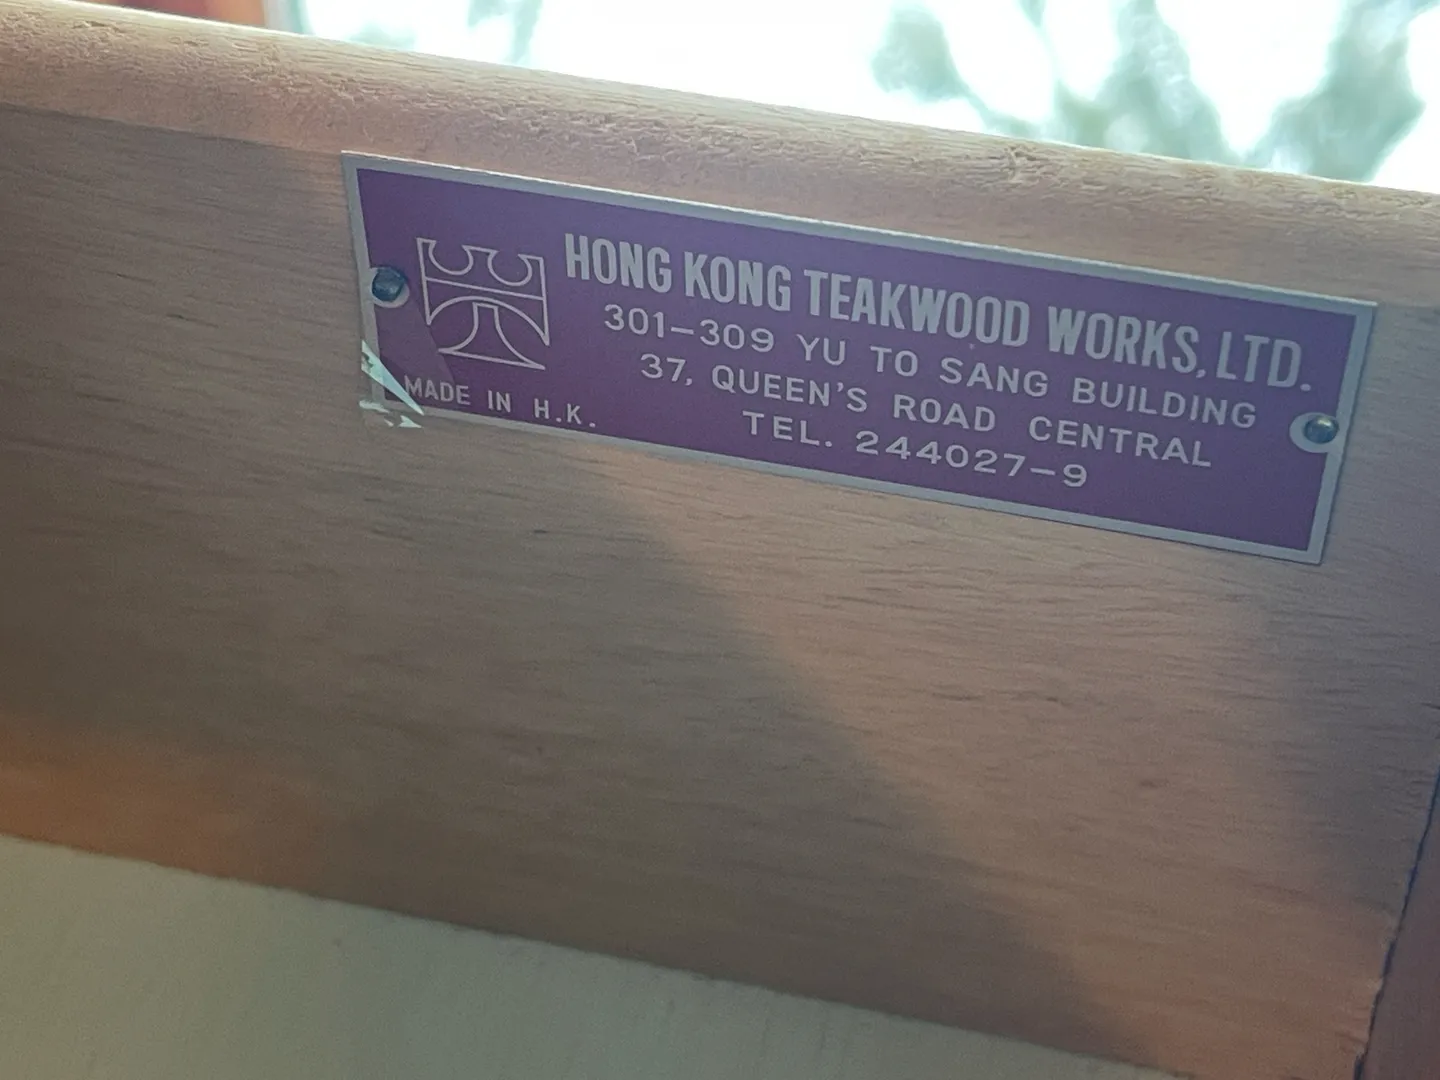 HONG KONG TEAKWOOD WORKS, LTD.
301-309 YU TO SANG BUILDING
37, QUEEN'S ROAD CENTRAL
TEL. 244027-9
MADE IN H.K.